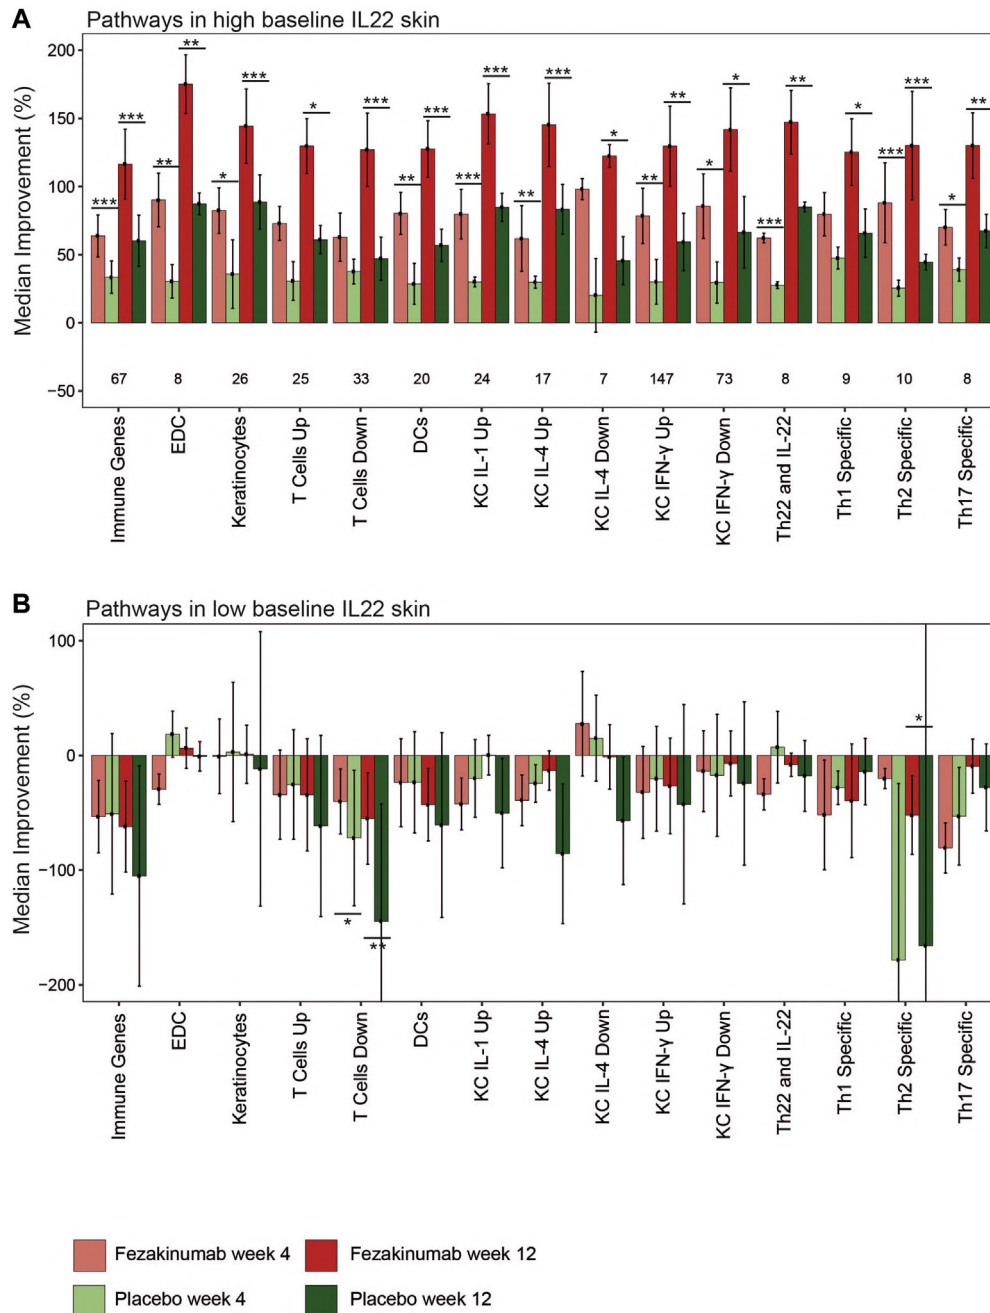 A
Pathways in high baseline IL22 skin
Median Improvement (%)
200
150
100
50
0
−50
*** *** ** ** * *** * *** ** *** *** *** ** *** * ** ** * * *** ** * *** *** * **
67 8 26 25 33 20 24 17 7 147 73 8 9 10 8
Immune Genes
EDC
Keratinocytes
T Cells Up
T Cells Down
DCs
KC IL-1 Up
KC IL-4 Up
KC IL-4 Down
KC IFN-γ Up
KC IFN-γ Down
Th22 and IL-22
Th1 Specific
Th2 Specific
Th17 Specific
B
Pathways in low baseline IL22 skin
Median Improvement (%)
100
0
−100
−200
* ** *
Immune Genes
EDC
Keratinocytes
T Cells Up
T Cells Down
DCs
KC IL-1 Up
KC IL-4 Up
KC IL-4 Down
KC IFN-γ Up
KC IFN-γ Down
Th22 and IL-22
Th1 Specific
Th2 Specific
Th17 Specific
Fezakinumab week 4
Fezakinumab week 12
Placebo week 4
Placebo week 12